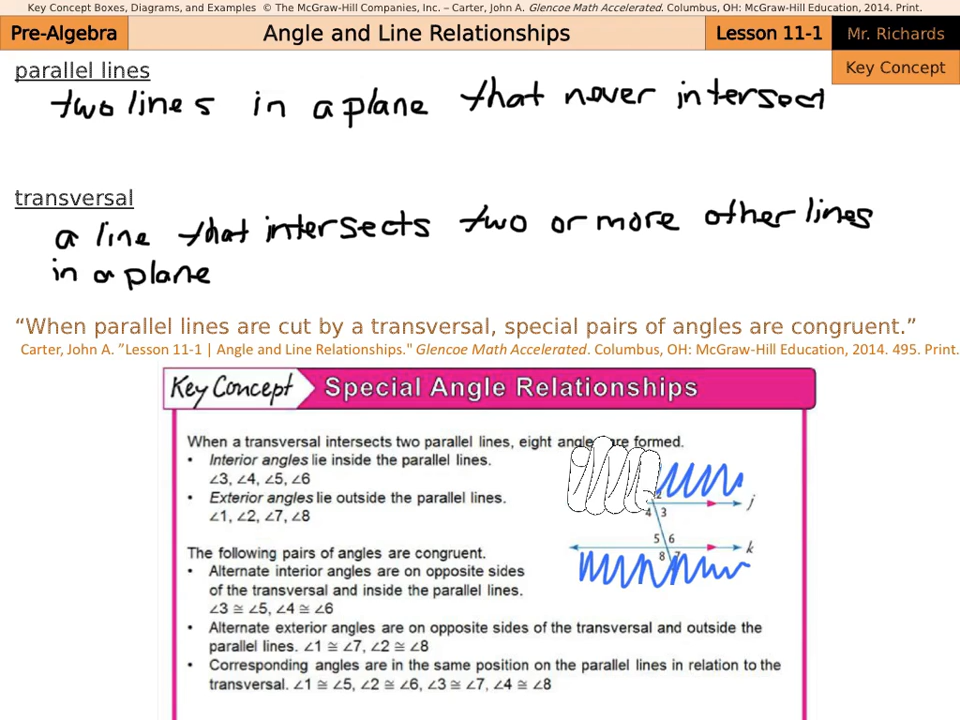 Key Concept Boxes, Diagrams, and Examples © The McGraw-Hill Companies, Inc. – Carter, John A. Glencoe Math Accelerated. Columbus, OH: McGraw-Hill Education, 2014. Print.
Pre-Algebra Angle and Line Relationships Lesson 11-1 Mr. Richards
Key Concept
parallel lines
two lines in a plane that never intersect
transversal
a line that intersects two or more other lines
in a plane
“When parallel lines are cut by a transversal, special pairs of angles are congruent.”
Carter, John A. "Lesson 11-1 | Angle and Line Relationships." Glencoe Math Accelerated. Columbus, OH: McGraw-Hill Education, 2014. 495. Print.
Key Concept Special Angle Relationships
When a transversal intersects two parallel lines, eight angles are formed.
• Interior angles lie inside the parallel lines.
∠3, ∠4, ∠5, ∠6
• Exterior angles lie outside the parallel lines.
∠1, ∠2, ∠7, ∠8
The following pairs of angles are congruent.
• Alternate interior angles are on opposite sides
of the transversal and inside the parallel lines.
∠3 ≅ ∠5, ∠4 ≅ ∠6
• Alternate exterior angles are on opposite sides of the transversal and outside the
parallel lines. ∠1 ≅ ∠7, ∠2 ≅ ∠8
• Corresponding angles are in the same position on the parallel lines in relation to the
transversal. ∠1 ≅ ∠5, ∠2 ≅ ∠6, ∠3 ≅ ∠7, ∠4 ≅ ∠8
2
j
4 3
5 6
k
8 7